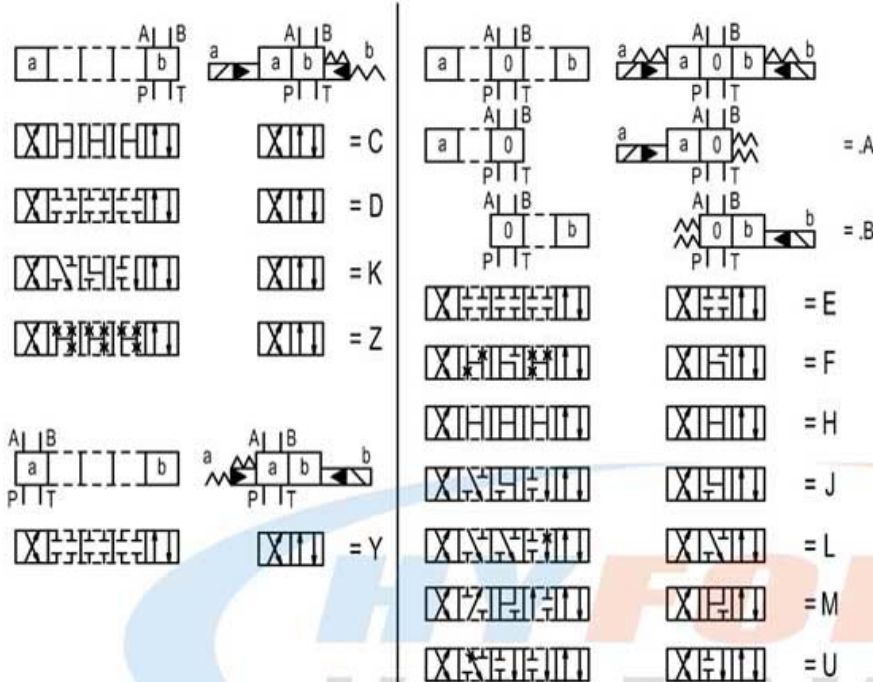 A B
a b
P T
A B
a a b b
P T
= C
= D
= K
= Z
A B
a b
P T
A B
a a b b
P T
= Y
A B
a 0 b
P T
A B
a a 0 b b
P T
A B
a 0
P T
A B
a a 0
P T
= .A
A B
0 b
P T
A B
0 b b
P T
= .B
= E
= F
= H
= J
= L
= M
= U